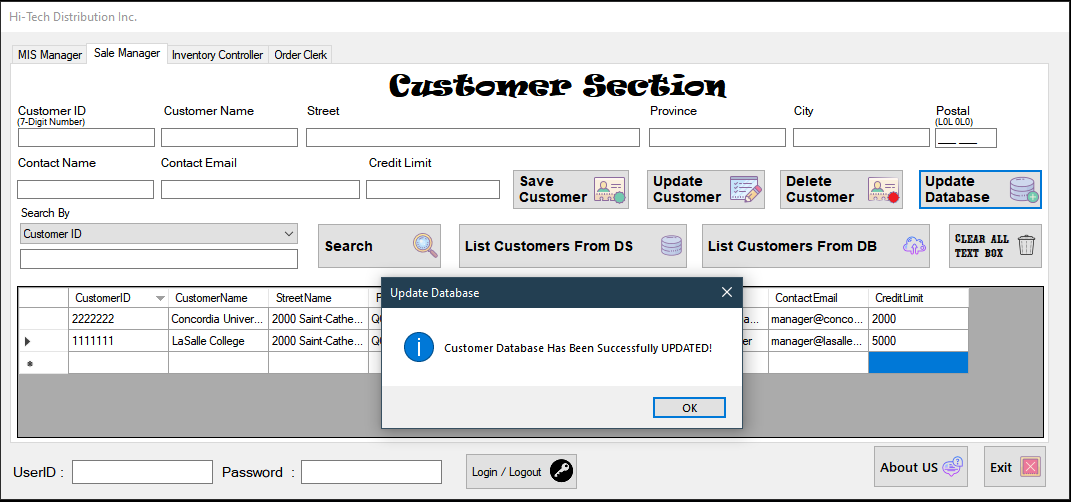 Hi-Tech Distribution Inc.
MIS Manager Sale Manager Inventory Controller Order Clerk
Customer Section
Customer ID Customer Name Street Province City Postal
(7-Digit Number) (L0L 0L0)
___ ___
Contact Name Contact Email Credit Limit
Save Customer
Update Customer
Delete Customer
Update Database
Search By
Customer ID
Search
List Customers From DS
List Customers From DB
CLEAR ALL
TEXT BOX
CustomerID CustomerName StreetName ContactEmail CreditLimit
2222222 Concordia Univer... 2000 Saint-Cathe... manager@conco... 2000
1111111 LaSalle College 2000 Saint-Cathe... manager@lasalle... 5000
Update Database
Customer Database Has Been Successfully UPDATED!
OK
UserID : Password : Login / Logout
About US
Exit